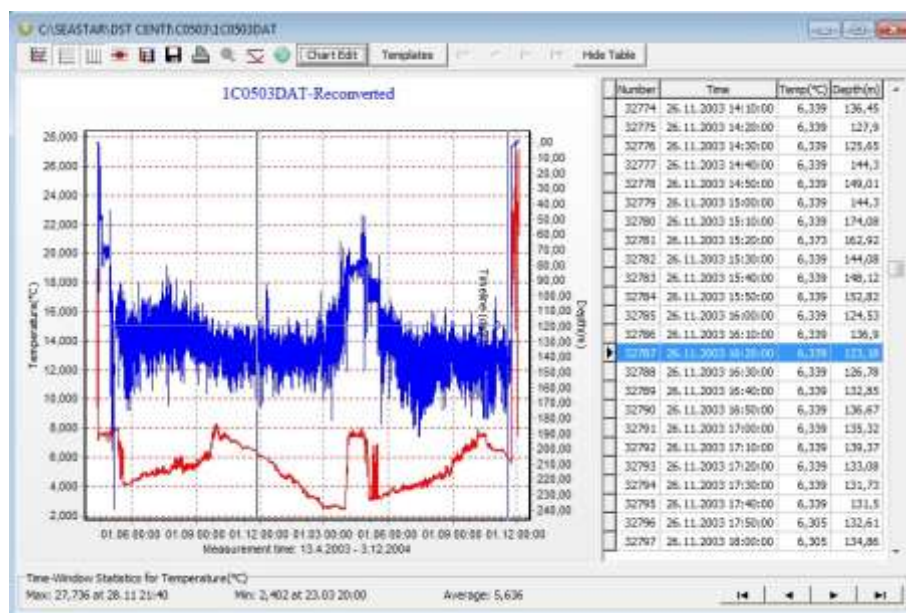 C:\SEASTAR\DST CENTI\C0503\1C0503DAT
Chart Edit
Templates
Hide Table
1C0503DAT-Reconverted
28,000
26,000
24,000
22,000
20,000
18,000
16,000
14,000
12,000
10,000
8,000
6,000
4,000
2,000
Temperature(°C)
,00
10,00
20,00
30,00
40,00
50,00
60,00
70,00
80,00
90,00
100,00
110,00
120,00
130,00
140,00
150,00
160,00
170,00
180,00
190,00
200,00
210,00
220,00
230,00
240,00
Depth(m)
01.06 00:00 01.09 00:00 01.12 00:00 01.03 00:00 01.06 00:00 01.09 00:00 01.12 00:00
Measurement time: 13.4.2003 - 3.12.2004
Number Time Temp(°C) Depth(m)
32774 26.11.2003 14:10:00 6,339 136,45
32775 26.11.2003 14:20:00 6,339 127,9
32776 26.11.2003 14:30:00 6,339 125,65
32777 26.11.2003 14:40:00 6,339 144,3
32778 26.11.2003 14:50:00 6,339 149,01
32779 26.11.2003 15:00:00 6,339 144,3
32780 26.11.2003 15:10:00 6,339 174,08
32781 26.11.2003 15:20:00 6,373 162,92
32782 26.11.2003 15:30:00 6,339 144,08
32783 26.11.2003 15:40:00 6,339 148,12
32784 26.11.2003 15:50:00 6,339 152,82
32785 26.11.2003 16:00:00 6,339 124,53
32786 26.11.2003 16:10:00 6,339 136,9
32787 26.11.2003 16:20:00 6,339
32788 26.11.2003 16:30:00 6,339 126,78
32789 26.11.2003 16:40:00 6,339 132,85
32790 26.11.2003 16:50:00 6,339 136,67
32791 26.11.2003 17:00:00 6,339 135,32
32792 26.11.2003 17:10:00 6,339 139,37
32793 26.11.2003 17:20:00 6,339 133,08
32794 26.11.2003 17:30:00 6,339 131,73
32795 26.11.2003 17:40:00 6,339 131,5
32796 26.11.2003 17:50:00 6,305 132,61
32797 26.11.2003 18:00:00 6,305 134,86
Time-Window Statistics for Temperature(°C)
Max: 27,736 at 28.11 21:40 Min: 2,402 at 23.03 20:00 Average: 5,636